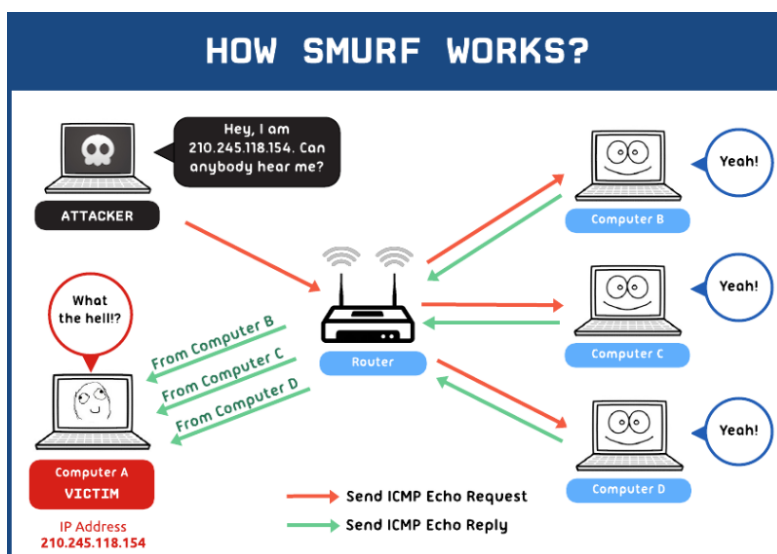 HOW SMURF WORKS?
Hey, I am
210.245.118.154. Can
anybody hear me?
ATTACKER
Yeah!
Computer B
What
the hell!?
From Computer B
From Computer C
From Computer D
Router
Yeah!
Computer C
Yeah!
Computer D
Computer A
VICTIM
IP Address
210.245.118.154
Send ICMP Echo Request
Send ICMP Echo Reply